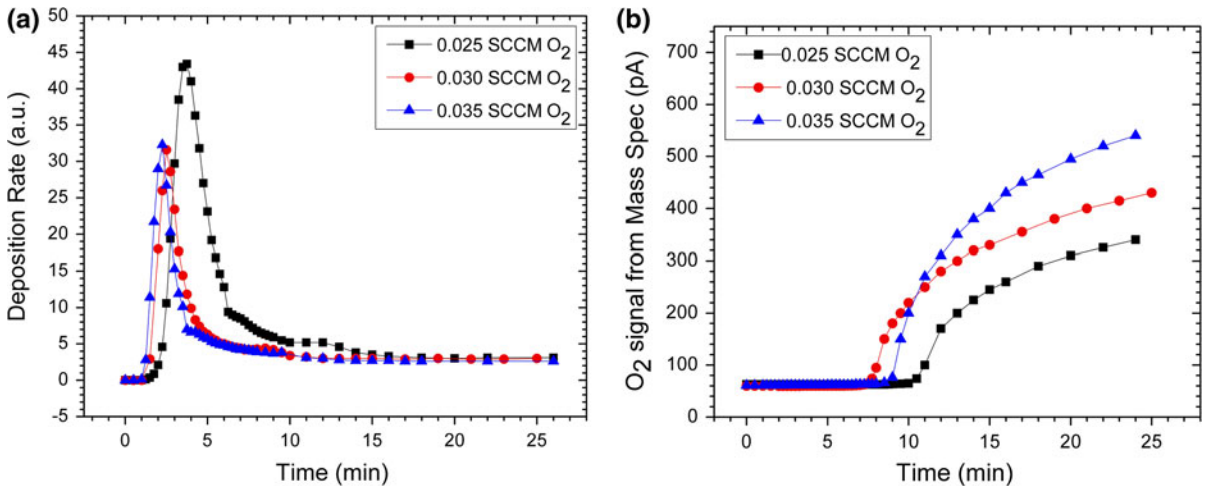 (a)
50
45
40
35
30
25
20
15
10
5
0
-5
Deposition Rate (a.u.)
0.025 SCCM O2
0.030 SCCM O2
0.035 SCCM O2
0 5 10 15 20 25
Time (min)
(b)
700
600
500
400
300
200
100
0
O2 signal from Mass Spec (pA)
0.025 SCCM O2
0.030 SCCM O2
0.035 SCCM O2
0 5 10 15 20 25
Time (min)